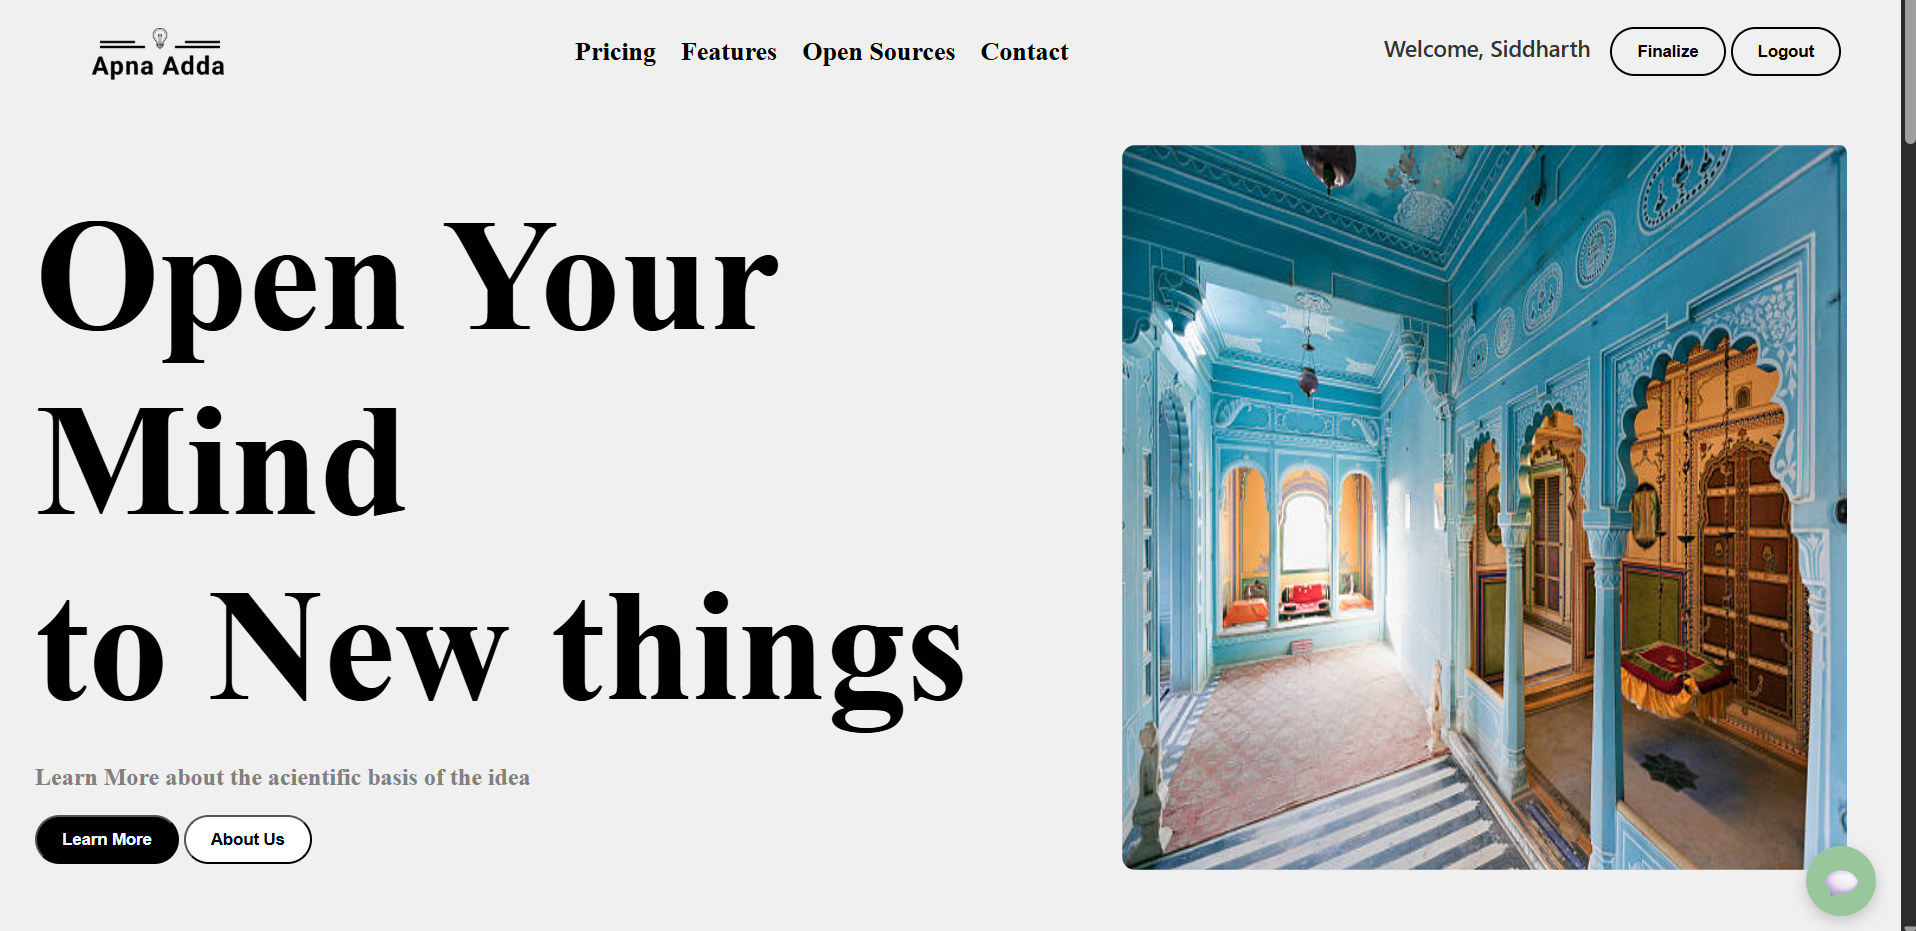 Apna Adda
Pricing Features Open Sources Contact
Welcome, Siddharth
Finalize
Logout
Open Your
Mind
to New things
Learn More about the acientific basis of the idea
Learn More
About Us